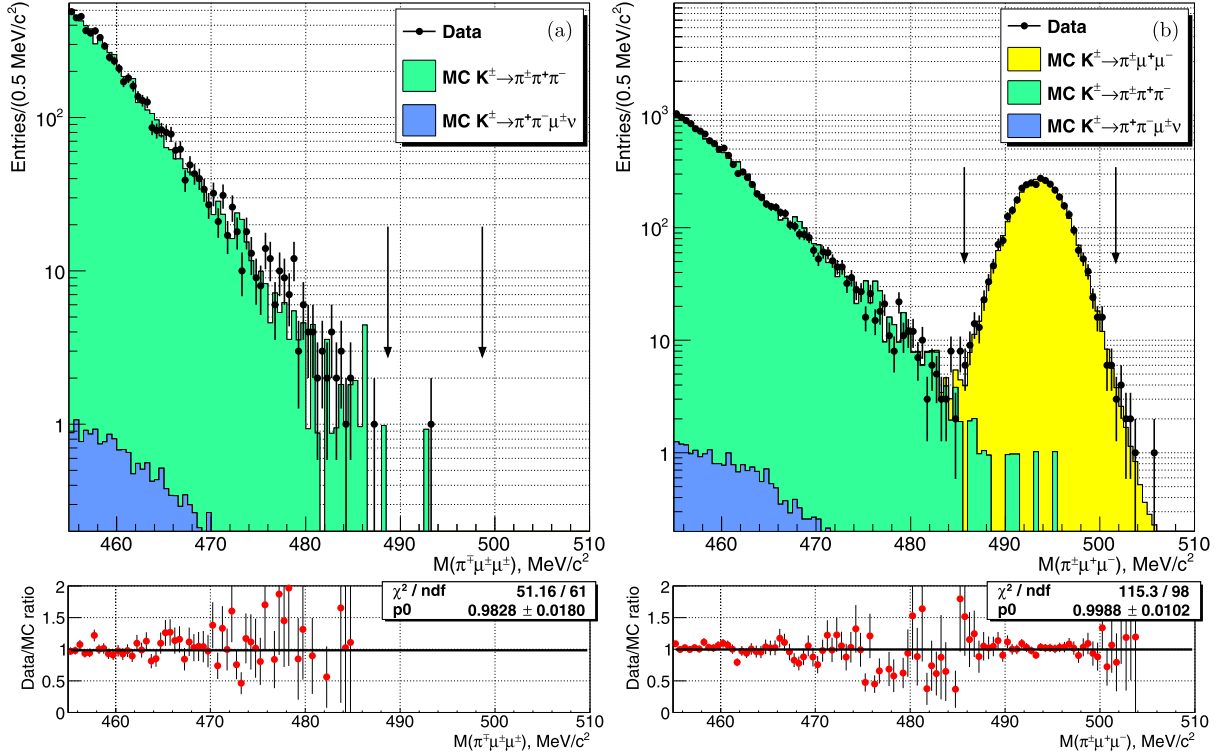 Entries/(0.5 MeV/c²)
(a)
Data
MC K±→π±π⁺π⁻
MC K±→π⁺π⁻μ±ν
10²
10
1
460 470 480 490 500 510
M(π∓μ±μ±), MeV/c²
Data/MC ratio
2
1.5
1
0.5
0
χ² / ndf 51.16 / 61
p0 0.9828 ± 0.0180
460 470 480 490 500 510
M(π∓μ±μ±), MeV/c²
Entries/(0.5 MeV/c²)
(b)
Data
MC K±→π±μ⁺μ⁻
MC K±→π±π⁺π⁻
MC K±→π⁺π⁻μ±ν
10³
10²
10
1
460 470 480 490 500 510
M(π±μ⁺μ⁻), MeV/c²
Data/MC ratio
2
1.5
1
0.5
0
χ² / ndf 115.3 / 98
p0 0.9988 ± 0.0102
460 470 480 490 500 510
M(π±μ⁺μ⁻), MeV/c²